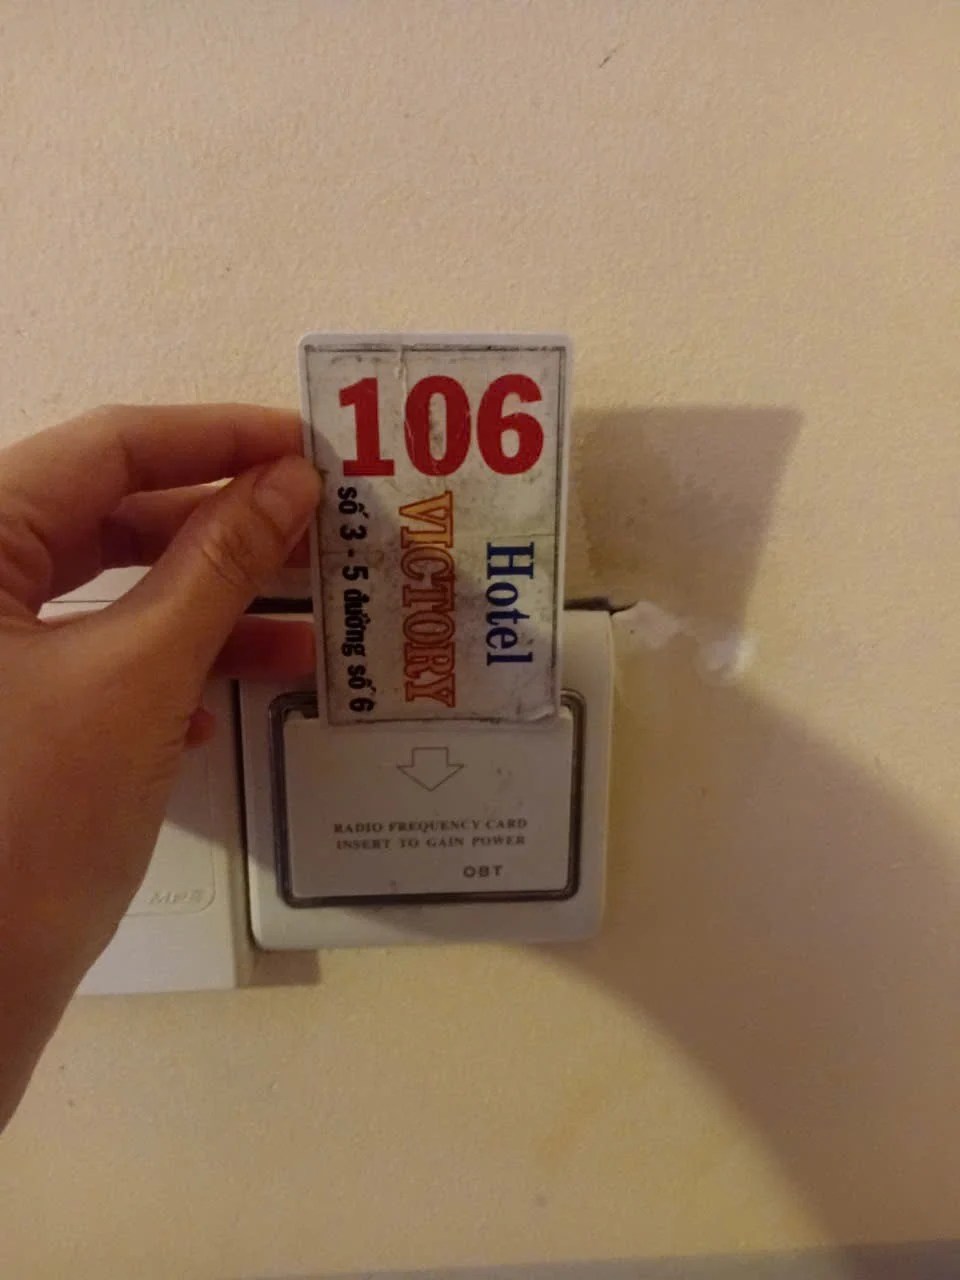 106
Hotel
VICTORY
số 3 - 5 đường số 6
RADIO FREQUENCY CARD
INSERT TO GAIN POWER
OBT